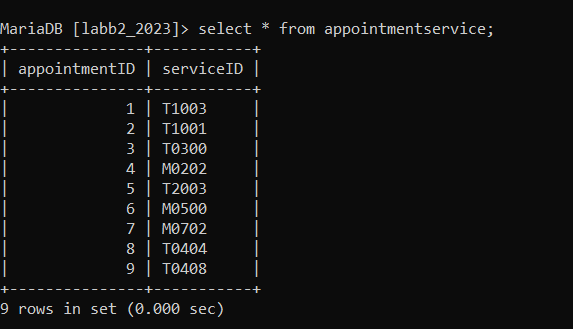 MariaDB [labb2_2023]> select * from appointmentservice;
+---------------+-----------+
| appointmentID | serviceID |
+---------------+-----------+
|             1 | T1003     |
|             2 | T1001     |
|             3 | T0300     |
|             4 | M0202     |
|             5 | T2003     |
|             6 | M0500     |
|             7 | M0702     |
|             8 | T0404     |
|             9 | T0408     |
+---------------+-----------+
9 rows in set (0.000 sec)